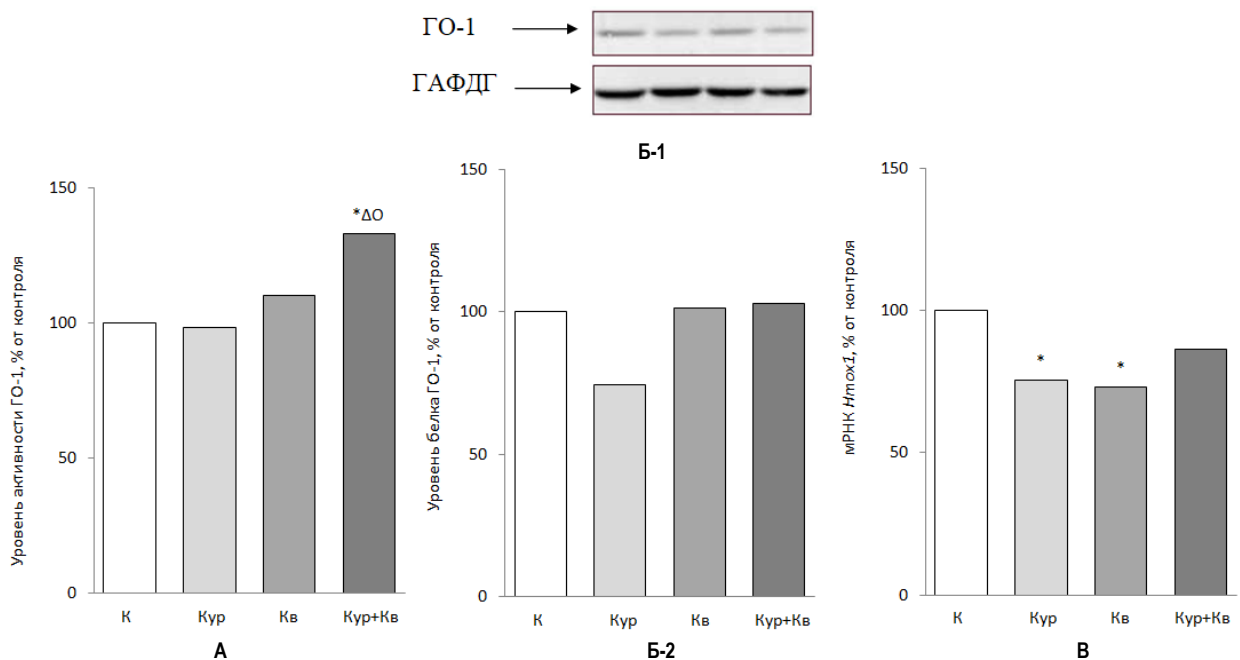 ГО-1
ГАФДГ
Б-1
Уровень активности ГО-1, % от контроля
150
100
50
0
*ΔО
К Кур Кв Кур+Кв
А
Уровень белка ГО-1, % от контроля
150
100
50
0
К Кур Кв Кур+Кв
Б-2
мРНК Hmox1, % от контроля
150
100
50
0
* *
К Кур Кв Кур+Кв
В